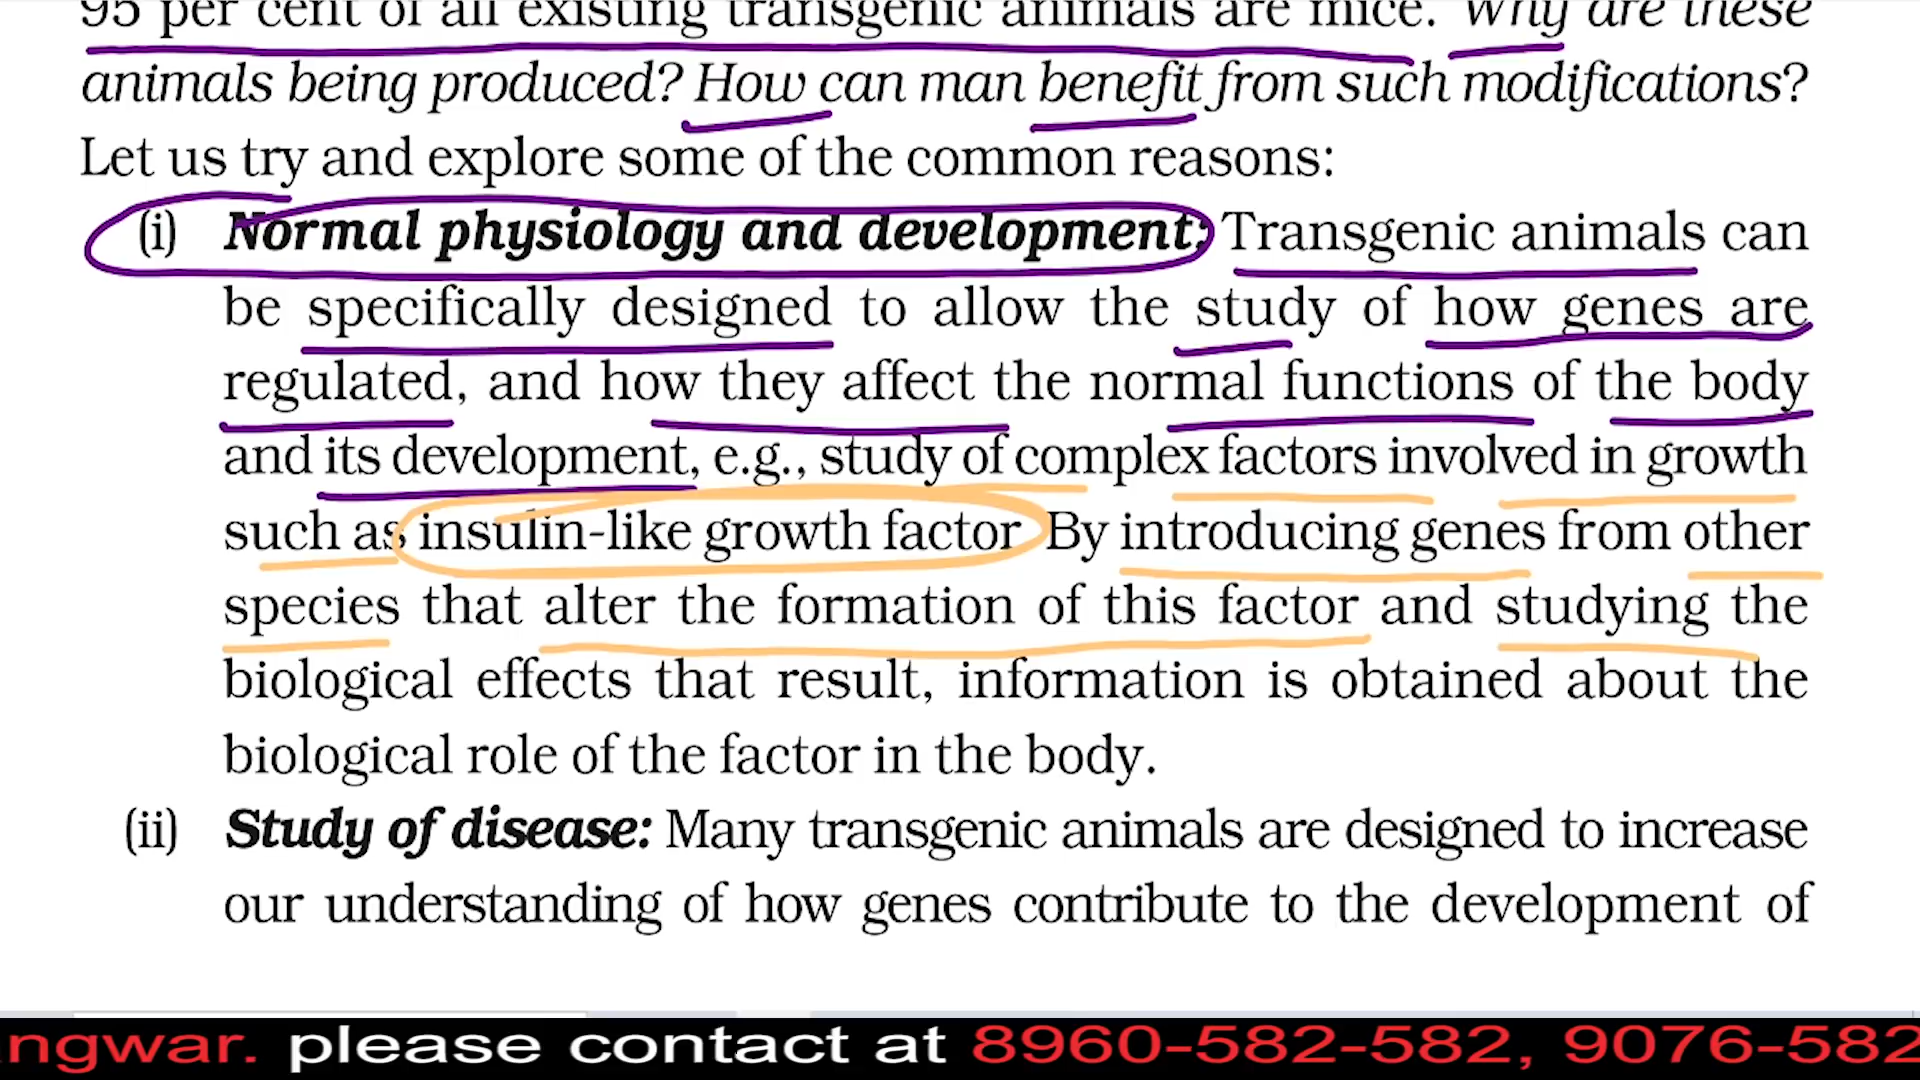 95 per cent of all existing transgenic animals are mice. Why are these
animals being produced? How can man benefit from such modifications?
Let us try and explore some of the common reasons:
(i) Normal physiology and development: Transgenic animals can
be specifically designed to allow the study of how genes are
regulated, and how they affect the normal functions of the body
and its development, e.g., study of complex factors involved in growth
such as insulin-like growth factor. By introducing genes from other
species that alter the formation of this factor and studying the
biological effects that result, information is obtained about the
biological role of the factor in the body.
(ii) Study of disease: Many transgenic animals are designed to increase
our understanding of how genes contribute to the development of
ngwar. please contact at 8960-582-582, 9076-582